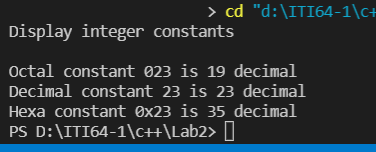 > cd "d:\ITI64-1\c+
Display integer constants
Octal constant 023 is 19 decimal
Decimal constant 23 is 23 decimal
Hexa constant 0x23 is 35 decimal
PS D:\ITI64-1\c++\Lab2>